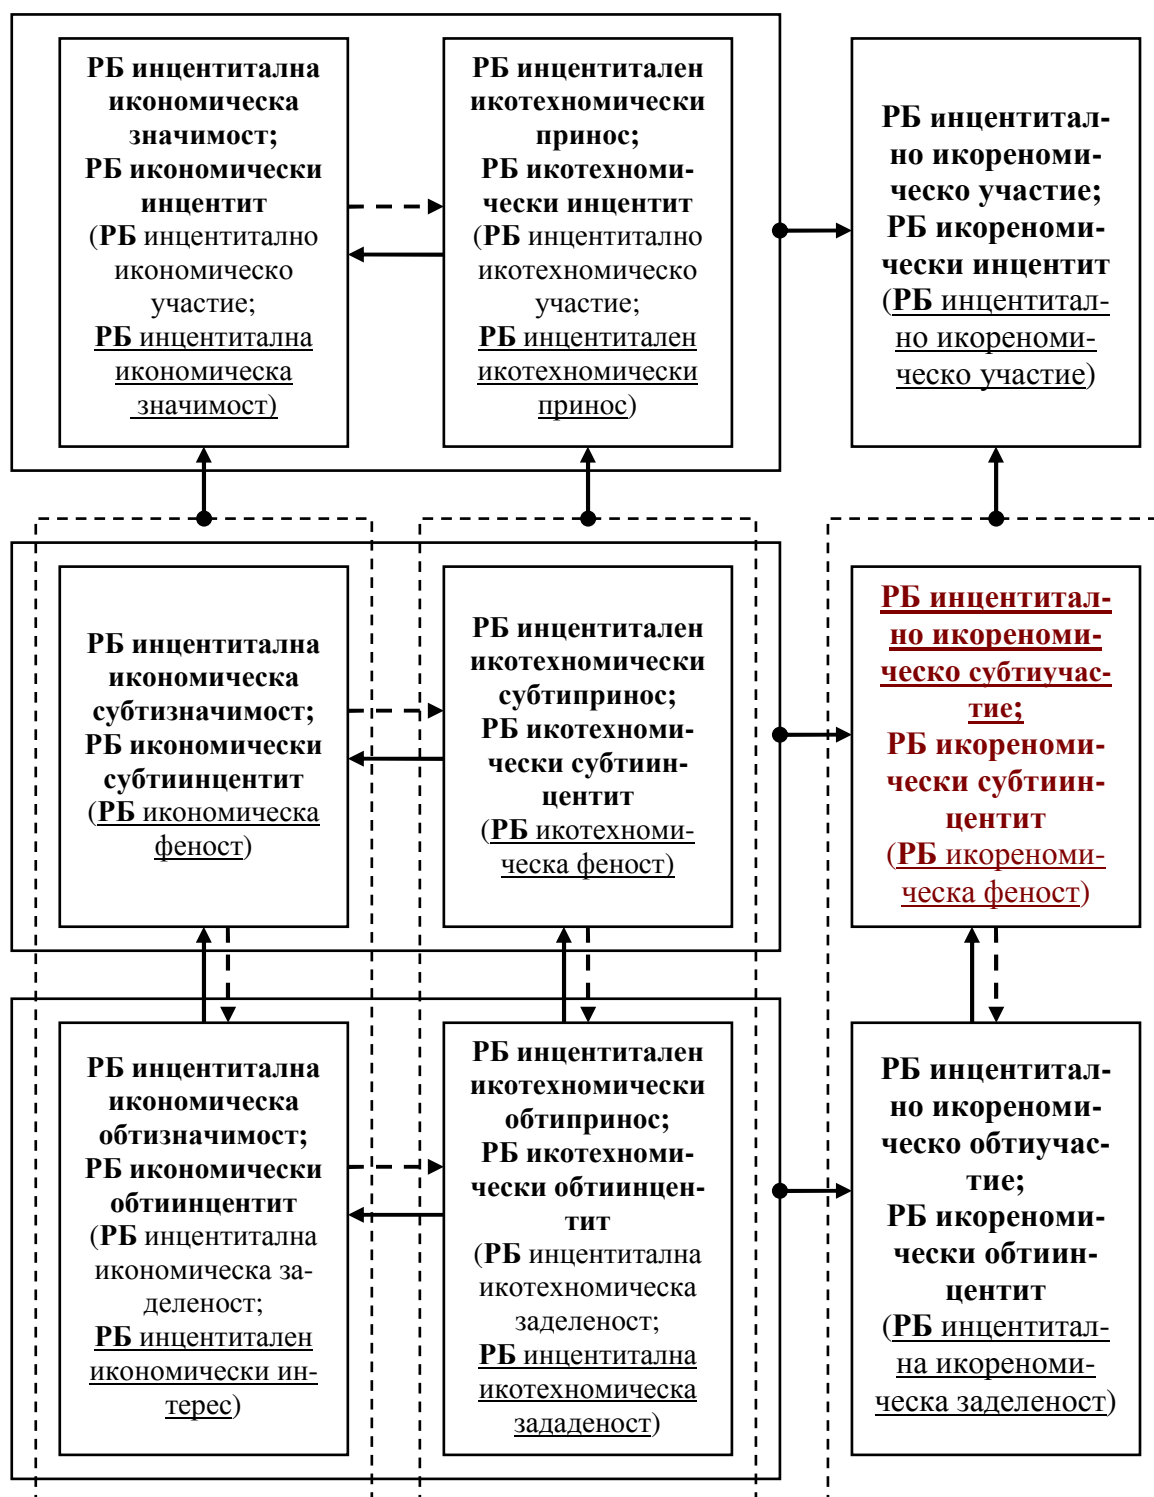 РБ инцентитална
икономическа
значимост;
РБ икономически
инцентит
(РБ инцентитално
икономическо
участие;
РБ инцентитална
икономическа
значимост)
РБ инцентитален
икотехномически
принос;
РБ икотехноми-
чески инцентит
(РБ инцентитално
икотехномическо
участие;
РБ инцентитален
икотехномически
принос)
РБ инцентитал-
но икореноми-
ческо участие;
РБ икореноми-
чески инцентит
(РБ инцентитал-
но икореноми-
ческо участие)
РБ инцентитална
икономическа
субтизначимост;
РБ икономически
субтиинцентит
(РБ икономическа
феност)
РБ инцентитален
икотехномически
субтипринос;
РБ икотехноми-
чески субтиин-
центит
(РБ икотехноми-
ческа феност)
РБ инцентитал-
но икореноми-
ческо субтиучас-
тие;
РБ икореноми-
чески субтиин-
центит
(РБ икореноми-
ческа феност)
РБ инцентитална
икономическа
обтизначимост;
РБ икономически
обтиинцентит
(РБ инцентитална
икономическа за-
деленост;
РБ инцентитален
икономически ин-
терес)
РБ инцентитален
икотехномически
обтипринос;
РБ икотехноми-
чески обтиинцен-
тит
(РБ инцентитална
икотехномическа
заделеност;
РБ инцентитална
икотехномическа
зададеност)
РБ инцентитал-
но икореноми-
ческо обтиучас-
тие;
РБ икореноми-
чески обтиин-
центит
(РБ инцентитал-
на икореноми-
ческа заделеност)